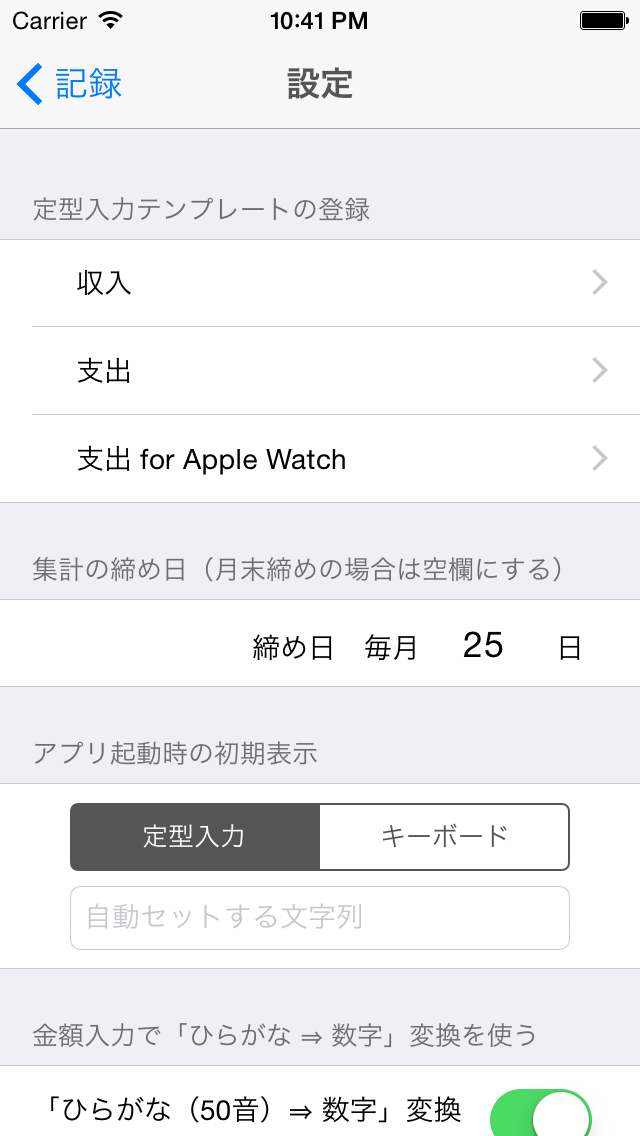 Carrier 10:41 PM
記録 設定
定型入力テンプレートの登録
収入
支出
支出 for Apple Watch
集計の締め日（月末締めの場合は空欄にする）
締め日 毎月 25 日
アプリ起動時の初期表示
定型入力 キーボード
自動セットする文字列
金額入力で「ひらがな ⇒ 数字」変換を使う
「ひらがな（50音）⇒ 数字」変換